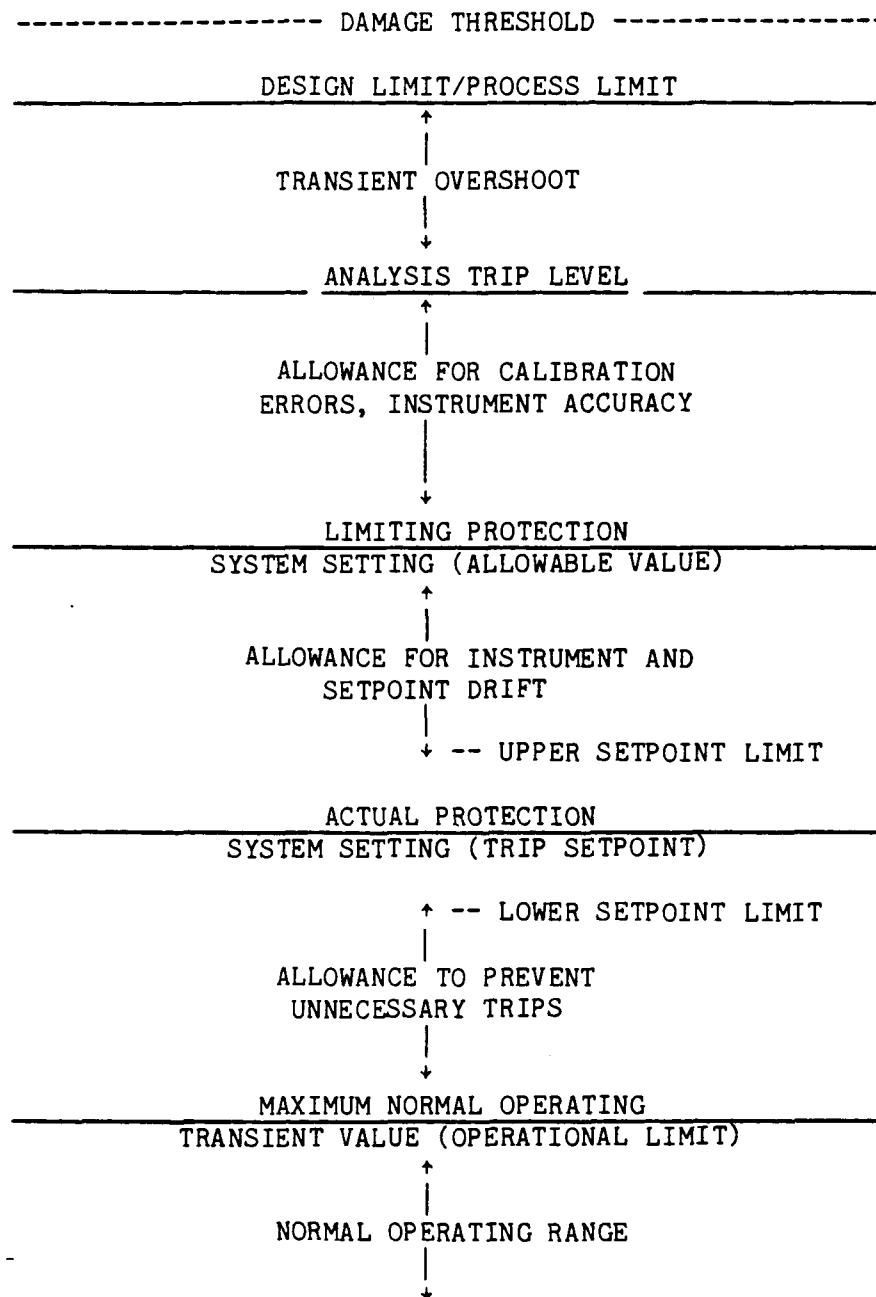 ------------------ DAMAGE THRESHOLD ----------------
DESIGN LIMIT/PROCESS LIMIT
TRANSIENT OVERSHOOT
ANALYSIS TRIP LEVEL
ALLOWANCE FOR CALIBRATION
ERRORS, INSTRUMENT ACCURACY
LIMITING PROTECTION
SYSTEM SETTING (ALLOWABLE VALUE)
ALLOWANCE FOR INSTRUMENT AND
SETPOINT DRIFT
-- UPPER SETPOINT LIMIT
ACTUAL PROTECTION
SYSTEM SETTING (TRIP SETPOINT)
-- LOWER SETPOINT LIMIT
ALLOWANCE TO PREVENT
UNNECESSARY TRIPS
MAXIMUM NORMAL OPERATING
TRANSIENT VALUE (OPERATIONAL LIMIT)
NORMAL OPERATING RANGE